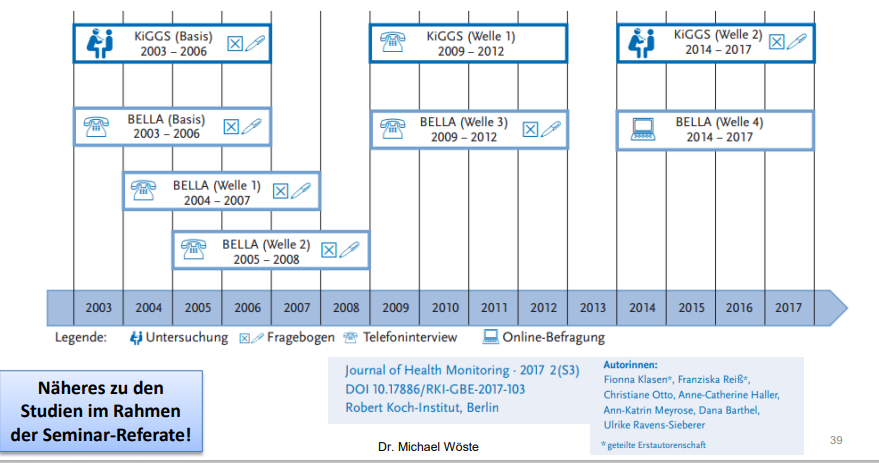 KiGGS (Basis)
2003 – 2006
KiGGS (Welle 1)
2009 – 2012
KiGGS (Welle 2)
2014 – 2017
BELLA (Basis)
2003 – 2006
BELLA (Welle 3)
2009 – 2012
BELLA (Welle 4)
2014 – 2017
BELLA (Welle 1)
2004 – 2007
BELLA (Welle 2)
2005 – 2008
2003 2004 2005 2006 2007 2008 2009 2010 2011 2012 2013 2014 2015 2016 2017
Legende: Untersuchung Fragebogen Telefoninterview Online-Befragung
Näheres zu den
Studien im Rahmen
der Seminar-Referate!
Journal of Health Monitoring · 2017 2(S3)
DOI 10.17886/RKI-GBE-2017-103
Robert Koch-Institut, Berlin
Autorinnen:
Fionna Klasen*, Franziska Reiß*,
Christiane Otto, Anne-Catherine Haller,
Ann-Katrin Meyrose, Dana Barthel,
Ulrike Ravens-Sieberer
* geteilte Erstautorenschaft
Dr. Michael Wöste
39